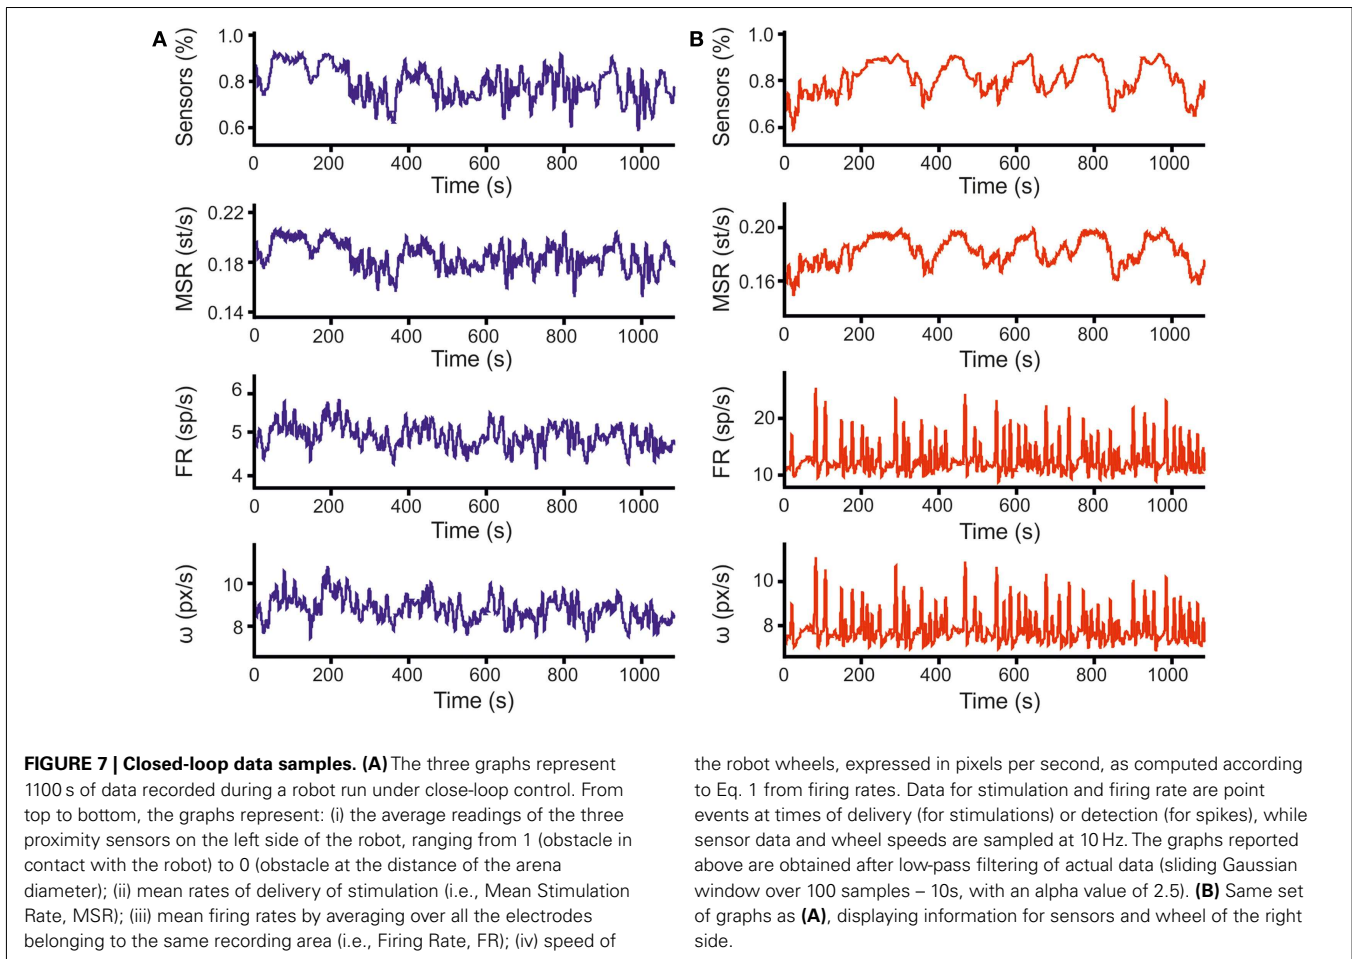 A
Sensors (%)
1.0
0.8
0.6
0 200 400 600 800 1000
Time (s)
MSR (st/s)
0.22
0.18
0.14
0 200 400 600 800 1000
Time (s)
FR (sp/s)
6
5
4
0 200 400 600 800 1000
Time (s)
ω (px/s)
10
8
0 200 400 600 800 1000
Time (s)
B
Sensors (%)
1.0
0.8
0.6
0 200 400 600 800 1000
Time (s)
MSR (st/s)
0.20
0.16
0 200 400 600 800 1000
Time (s)
FR (sp/s)
20
10
0 200 400 600 800 1000
Time (s)
ω (px/s)
10
8
0 200 400 600 800 1000
Time (s)
FIGURE 7 | Closed-loop data samples. (A) The three graphs represent
1100 s of data recorded during a robot run under close-loop control. From
top to bottom, the graphs represent: (i) the average readings of the three
proximity sensors on the left side of the robot, ranging from 1 (obstacle in
contact with the robot) to 0 (obstacle at the distance of the arena
diameter); (ii) mean rates of delivery of stimulation (i.e., Mean Stimulation
Rate, MSR); (iii) mean firing rates by averaging over all the electrodes
belonging to the same recording area (i.e., Firing Rate, FR); (iv) speed of
the robot wheels, expressed in pixels per second, as computed according
to Eq. 1 from firing rates. Data for stimulation and firing rate are point
events at times of delivery (for stimulations) or detection (for spikes), while
sensor data and wheel speeds are sampled at 10 Hz. The graphs reported
above are obtained after low-pass filtering of actual data (sliding Gaussian
window over 100 samples – 10s, with an alpha value of 2.5). (B) Same set
of graphs as (A), displaying information for sensors and wheel of the right
side.